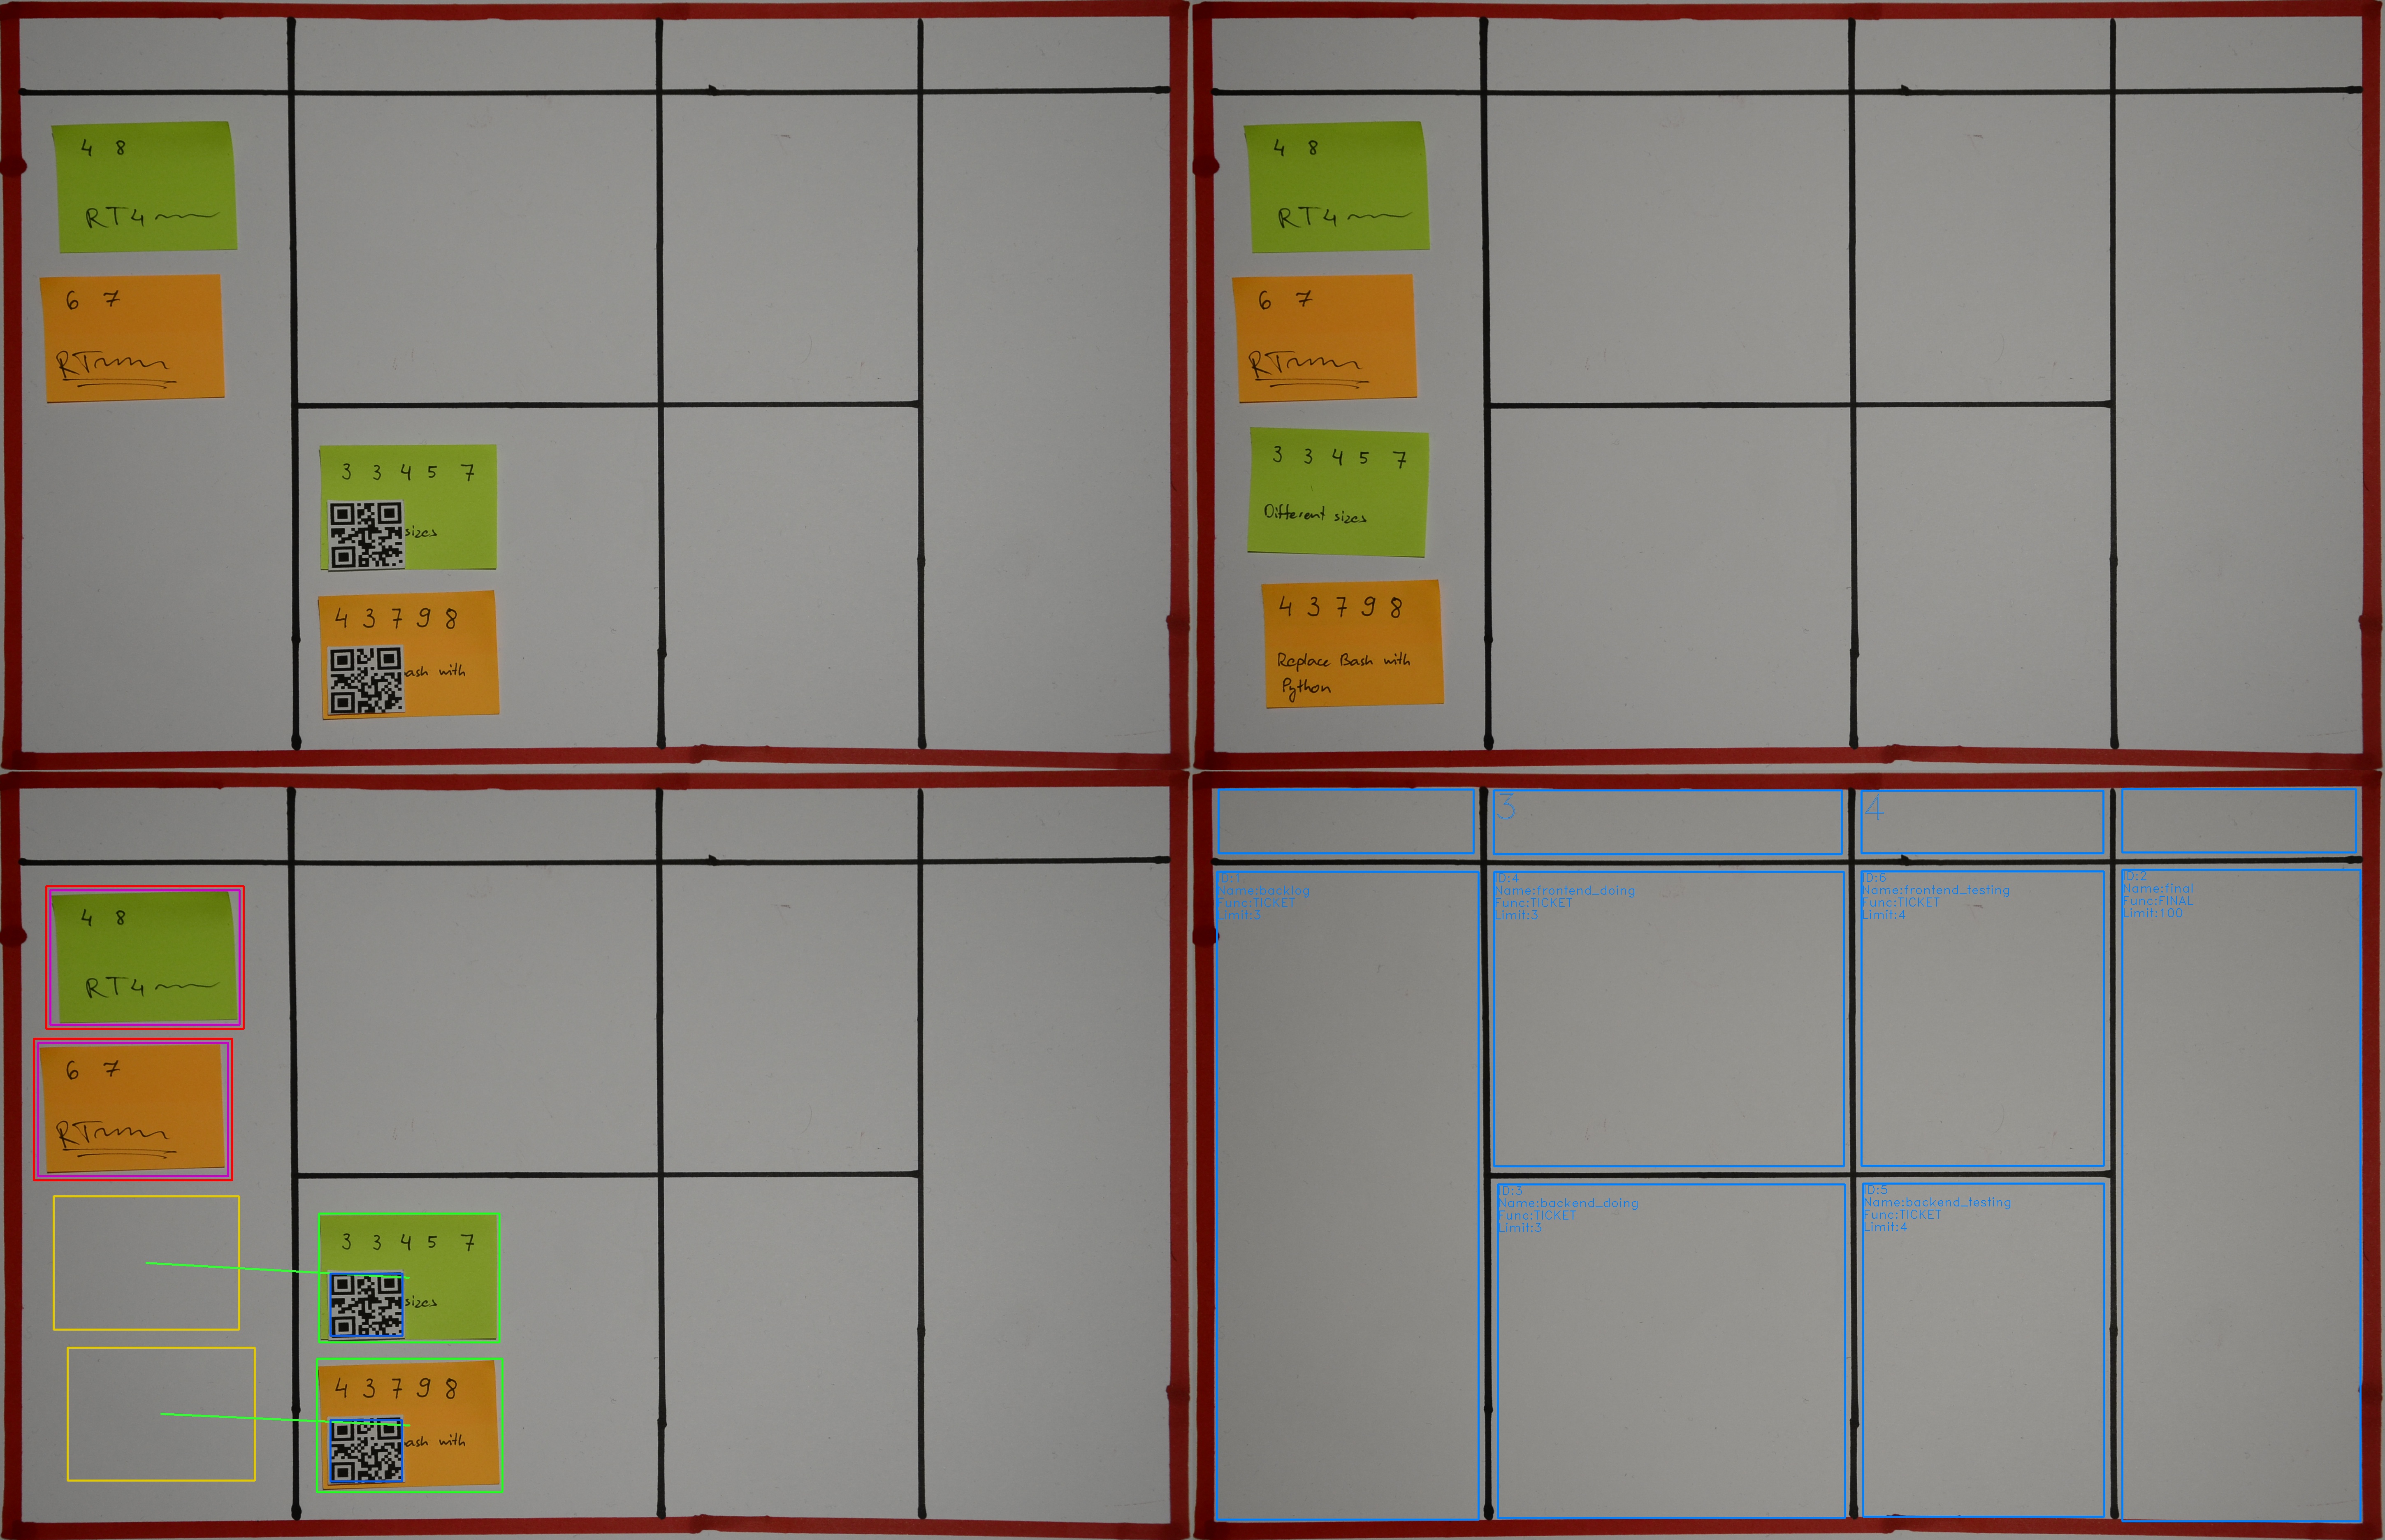 4 8
RT4
6 7
RT
3 3 4 5 7
sizes
4 3 7 9 8
ash with
4 8
RT4
6 7
RT
3 3 4 5 7
Different sizes
4 3 7 9 8
Replace Bash with
Python
4 8
RT4
6 7
RT
3 3 4 5 7
sizes
4 3 7 9 8
ash with
3
4
ID:1
Name:backlog
Func:TICKET
Limit:3
ID:4
Name:frontend_doing
Func:TICKET
Limit:3
ID:6
Name:frontend_testing
Func:TICKET
Limit:4
ID:2
Name:final
Func:FINAL
Limit:100
ID:3
Name:backend_doing
Func:TICKET
Limit:3
ID:5
Name:backend_testing
Func:TICKET
Limit:4